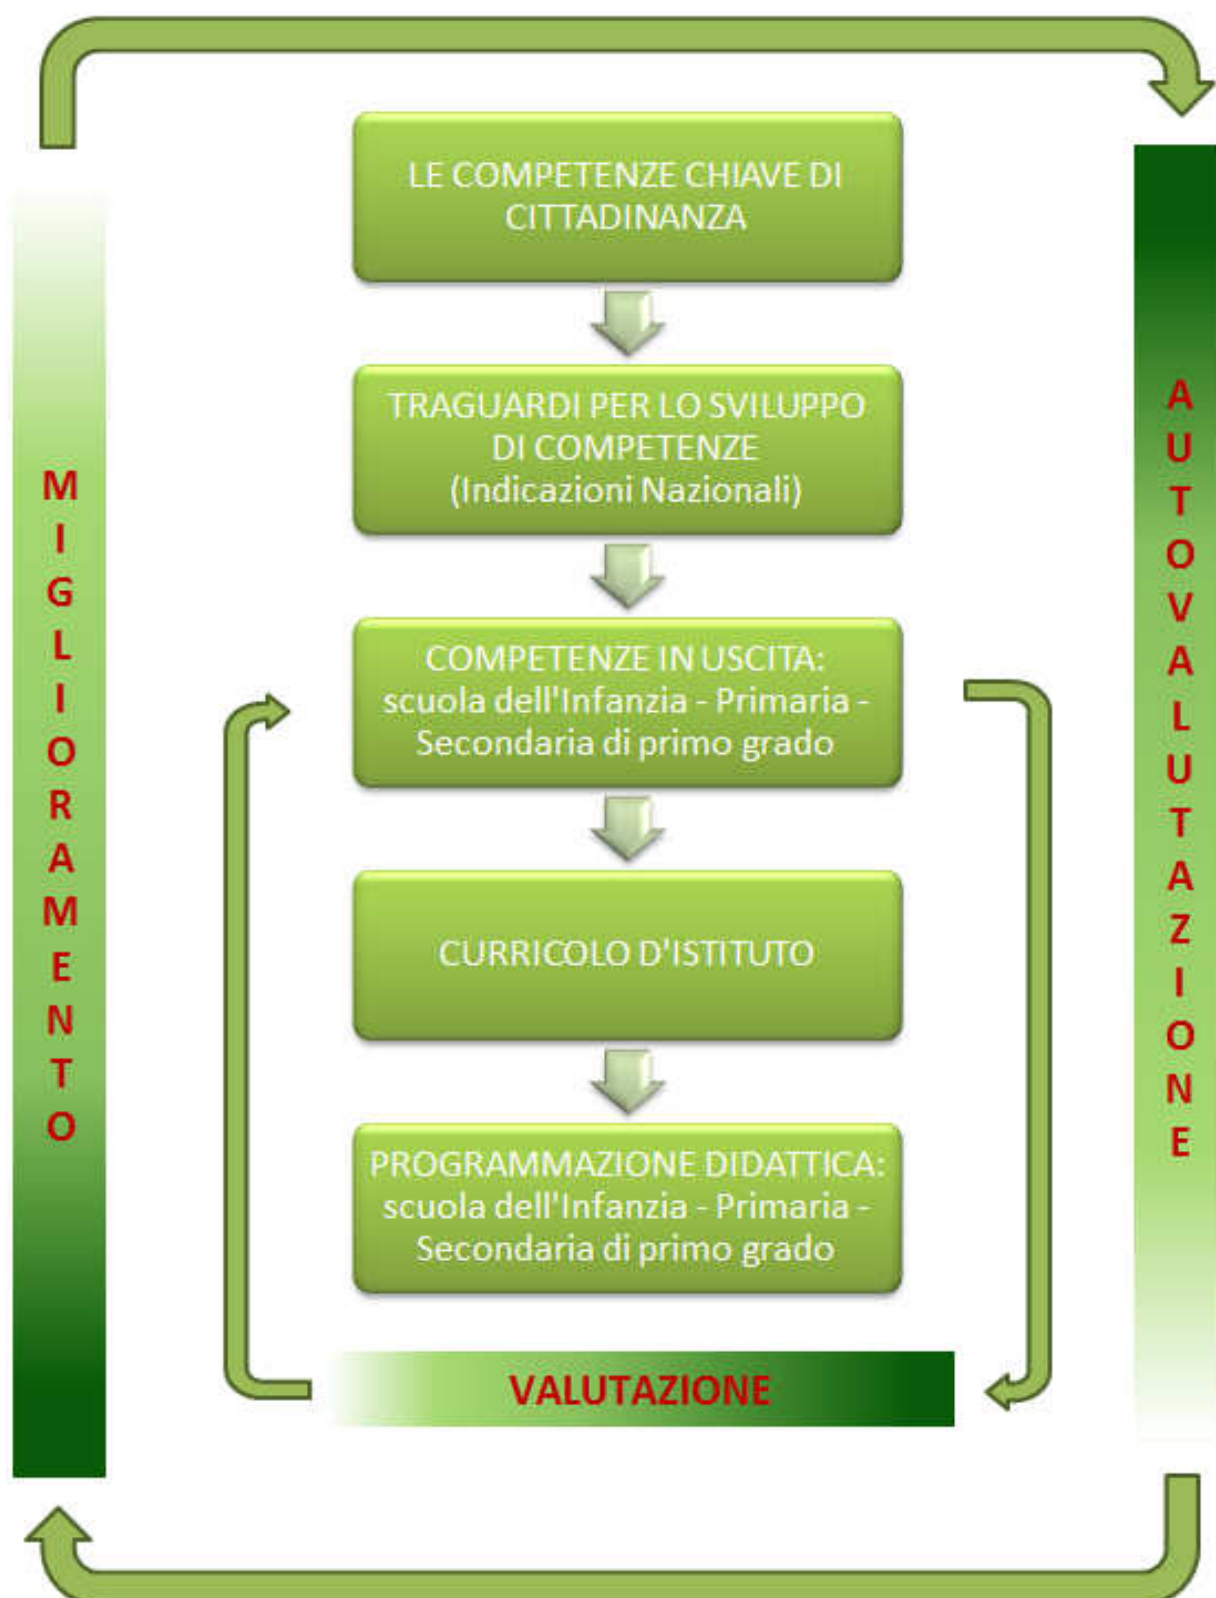 LE COMPETENZE CHIAVE DI
CITTADINANZA
TRAGUARDI PER LO SVILUPPO
DI COMPETENZE
(Indicazioni Nazionali)
COMPETENZE IN USCITA:
scuola dell'Infanzia - Primaria -
Secondaria di primo grado
CURRICOLO D'ISTITUTO
PROGRAMMAZIONE DIDATTICA:
scuola dell'Infanzia - Primaria -
Secondaria di primo grado
VALUTAZIONE
MIGLIORAMENTO
AUTOVALUTAZIONE